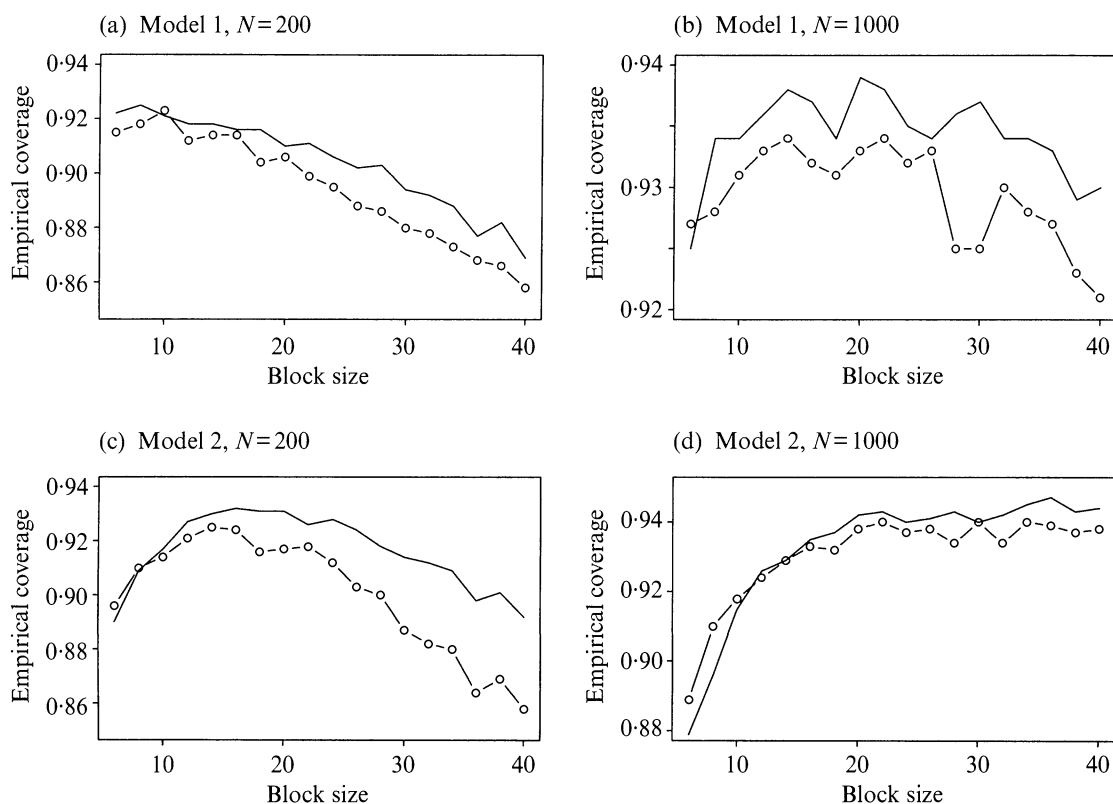 (a) Model 1, N=200
0·94
0·92
0·90
0·88
0·86
Empirical coverage
10
20
30
40
Block size
(b) Model 1, N=1000
0·94
0·93
0·92
Empirical coverage
10
20
30
40
Block size
(c) Model 2, N=200
0·94
0·92
0·90
0·88
0·86
Empirical coverage
10
20
30
40
Block size
(d) Model 2, N=1000
0·94
0·92
0·90
0·88
Empirical coverage
10
20
30
40
Block size